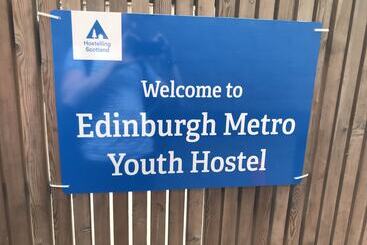 Hostelling
Scotland
Welcome to
Edinburgh Metro
Youth Hostel